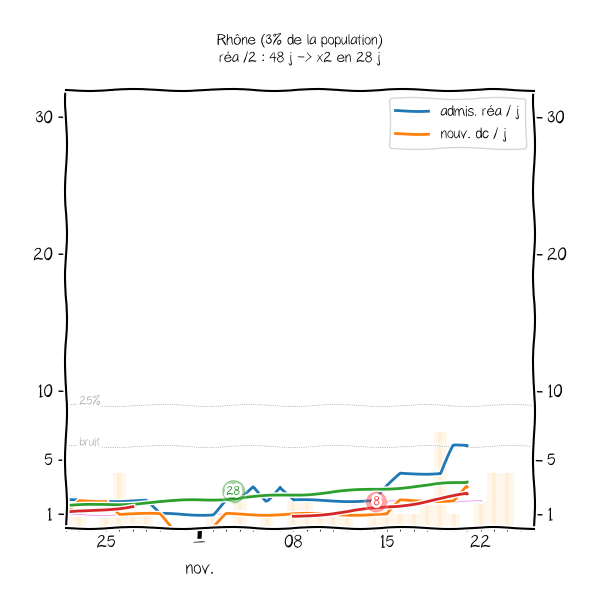 Rhône (3% de la population)
réa /2 : 48 j -> x2 en 28 j
admis. réa / j
nouv. dc / j
30
30
20
20
10
10
25%
bruit
5
5
28
8
1
1
25
08
15
22
nov.